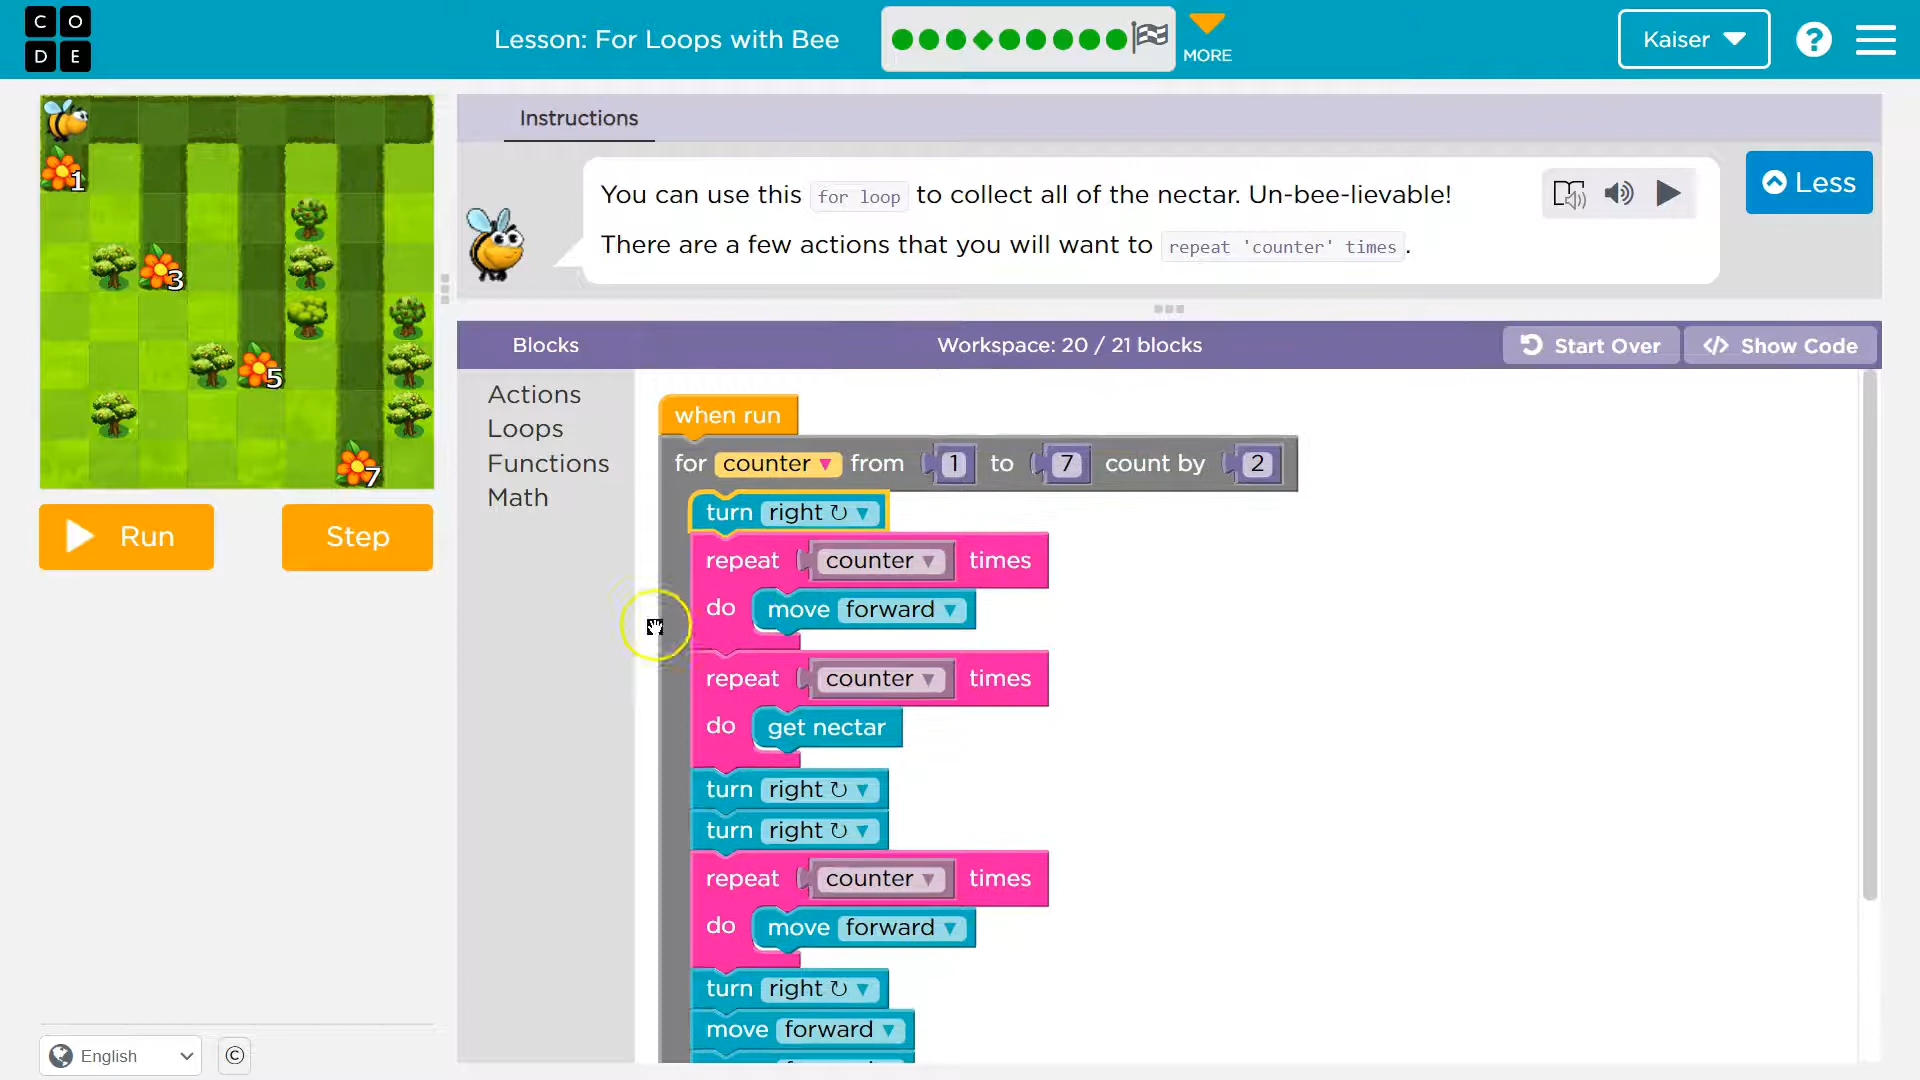 C O
D E
Lesson: For Loops with Bee
MORE
Kaiser
?
1
3
5
7
Run
Step
English
©
Instructions
You can use this for loop to collect all of the nectar. Un-bee-lievable!
There are a few actions that you will want to repeat 'counter' times.
Less
Blocks
Workspace: 20 / 21 blocks
Start Over
</> Show Code
Actions
Loops
Functions
Math
when run
for counter from 1 to 7 count by 2
turn right
repeat counter times
do move forward
repeat counter times
do get nectar
turn right
turn right
repeat counter times
do move forward
turn right
move forward